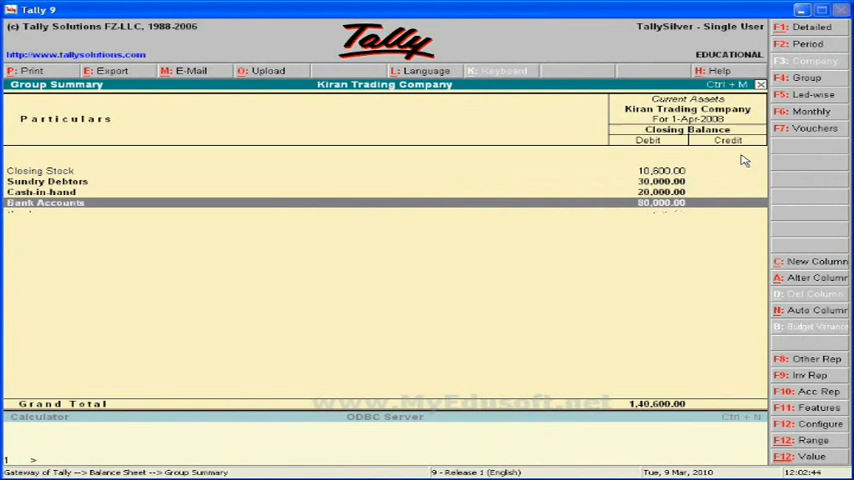 Tally 9
(c) Tally Solutions FZ-LLC, 1988-2006
http://www.tallysolutions.com
Tally
TallySilver - Single User
EDUCATIONAL
P: Print
E: Export
M: E-Mail
O: Upload
L: Language
K: Keyboard
H: Help
Group Summary
Kiran Trading Company
Ctrl + M
Particulars
Current Assets
Kiran Trading Company
For 1-Apr-2008
Closing Balance
Debit
Credit
Closing Stock 10,600.00
Sundry Debtors 30,000.00
Cash-in-hand 20,000.00
Bank Accounts 80,000.00
Grand Total 1,40,600.00
www.MyEdusoft.net
Calculator
ODBC Server
Ctrl + N
1 >
Gateway of Tally --> Balance Sheet --> Group Summary
9 - Release 1 (English)
Tue, 9 Mar, 2010
12:02:44
F1: Detailed
F2: Period
F3: Company
F4: Group
F5: Led-wise
F6: Monthly
F7: Vouchers
C: New Column
A: Alter Column
D: Del Column
N: Auto Column
B: Budget Variance
F8: Other Rep
F9: Inv Rep
F10: Acc Rep
F11: Features
F12: Configure
F12: Range
F12: Value